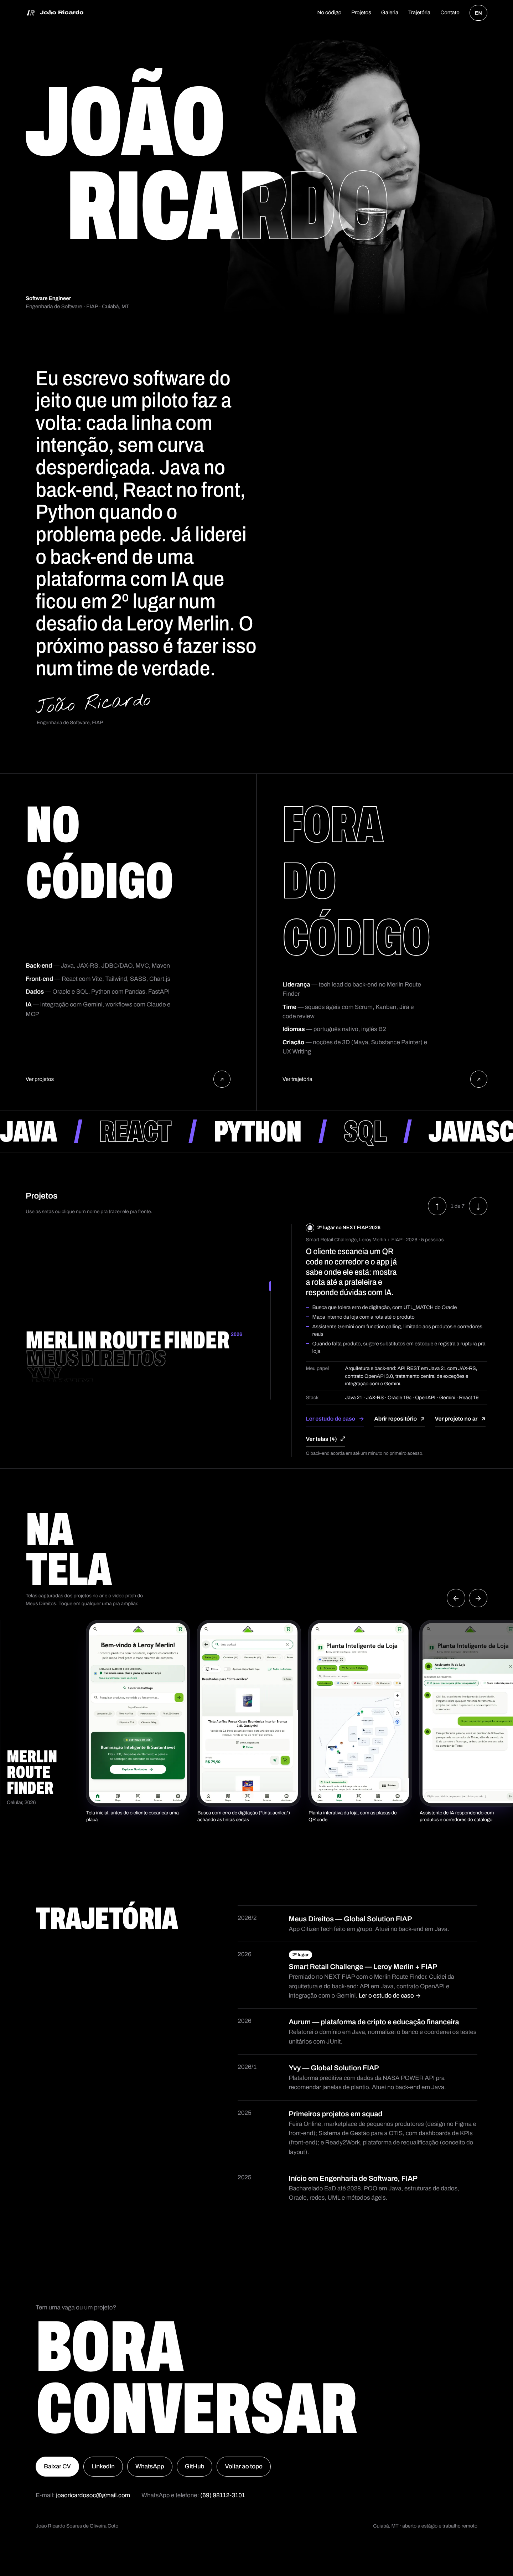 JR João Ricardo
No código
Projetos
Galeria
Trajetória
Contato
EN
JOÃO
RICARDO
Software Engineer
Engenharia de Software · FIAP · Cuiabá, MT
Eu escrevo software do
jeito que um piloto faz a
volta: cada linha com
intenção, sem curva
desperdiçada. Java no
back-end, React no front,
Python quando o
problema pede. Já liderei
o back-end de uma
plataforma com IA que
ficou em 2º lugar num
desafio da Leroy Merlin. O
próximo passo é fazer isso
num time de verdade.
João Ricardo
Engenharia de Software, FIAP
NO
CÓDIGO
Back-end — Java, JAX-RS, JDBC/DAO, MVC, Maven
Front-end — React com Vite, Tailwind, SASS, Chart.js
Dados — Oracle e SQL; Python com Pandas, FastAPI
IA — integração com Gemini, workflows com Claude e
MCP
Ver projetos
FORA
DO
CÓDIGO
Liderança — tech lead do back-end no Merlin Route
Finder
Time — squads ágeis com Scrum, Kanban, Jira e
code review
Idiomas — português nativo, inglês B2
Criação — noções de 3D (Maya, Substance Painter) e
UX Writing
Ver trajetória
JAVA / REACT / PYTHON / SQL / JAVASC
Projetos
Use as setas ou clique num nome pra trazer ele pra frente.
1 de 7
MERLIN ROUTE FINDER 2026
MEUS DIREITOS
YVY
2º lugar no NEXT FIAP 2026
Smart Retail Challenge, Leroy Merlin + FIAP · 2026 · 5 pessoas
O cliente escaneia um QR
code no corredor e o app já
sabe onde ele está: mostra
a rota até a prateleira e
responde dúvidas com IA.
– Busca que tolera erro de digitação, com UTL_MATCH do Oracle
– Mapa interno da loja com a rota até o produto
– Assistente Gemini com function calling, limitado aos produtos e corredores
reais
– Quando falta produto, sugere substitutos em estoque e registra a ruptura pra
loja
Meu papel
Arquitetura e back-end: API REST em Java 21 com JAX-RS,
contrato OpenAPI 3.0, tratamento central de exceções e
integração com o Gemini.
Stack
Java 21 · JAX-RS · Oracle 19c · OpenAPI · Gemini · React 19
Ler estudo de caso →
Abrir repositório ↗
Ver projeto no ar ↗
Ver telas (4)
O back-end acorda em até um minuto no primeiro acesso.
NA
TELA
Telas capturadas dos projetos no ar e o vídeo pitch do
Meus Direitos. Toque em qualquer uma pra ampliar.
MERLIN
ROUTE
FINDER
Celular, 2026
Bem-vindo à Leroy Merlin!
Iluminação Inteligente & Sustentável
Resultados para "tinta acrilica"
R$ 79,90
Planta Inteligente da Loja
Planta Inteligente da Loja
Assistente IA da Loja
Tela inicial, antes de o cliente escanear uma
placa
Busca com erro de digitação ("tinta acrilica")
achando as tintas certas
Planta interativa da loja, com as placas de
QR code
Assistente de IA respondendo com
produtos e corredores do catálogo
TRAJETÓRIA
2026/2
Meus Direitos — Global Solution FIAP
App CitizenTech feito em grupo. Atuei no back-end em Java.
2026
2º lugar
Smart Retail Challenge — Leroy Merlin + FIAP
Premiado no NEXT FIAP com o Merlin Route Finder. Cuidei da
arquitetura e do back-end: API em Java, contrato OpenAPI e
integração com o Gemini. Ler o estudo de caso →
2026
Aurum — plataforma de cripto e educação financeira
Refatorei o domínio em Java, normalizei o banco e coordenei os testes
unitários com JUnit.
2026/1
Yvy — Global Solution FIAP
Plataforma preditiva com dados da NASA POWER API pra
recomendar janelas de plantio. Atuei no back-end em Java.
2025
Primeiros projetos em squad
Feira Online, marketplace de pequenos produtores (design no Figma e
front-end); Sistema de Gestão para a OTIS, com dashboards de KPIs
(front-end); e Ready2Work, plataforma de requalificação (conceito do
layout).
2025
Início em Engenharia de Software, FIAP
Bacharelado EaD até 2028. POO em Java, estruturas de dados,
Oracle, redes, UML e métodos ágeis.
Tem uma vaga ou um projeto?
BORA
CONVERSAR
Baixar CV
LinkedIn
WhatsApp
GitHub
Voltar ao topo
E-mail: joaoricardosoc@gmail.com
WhatsApp e telefone: (69) 98112-3101
João Ricardo Soares de Oliveira Coto
Cuiabá, MT · aberto a estágio e trabalho remoto